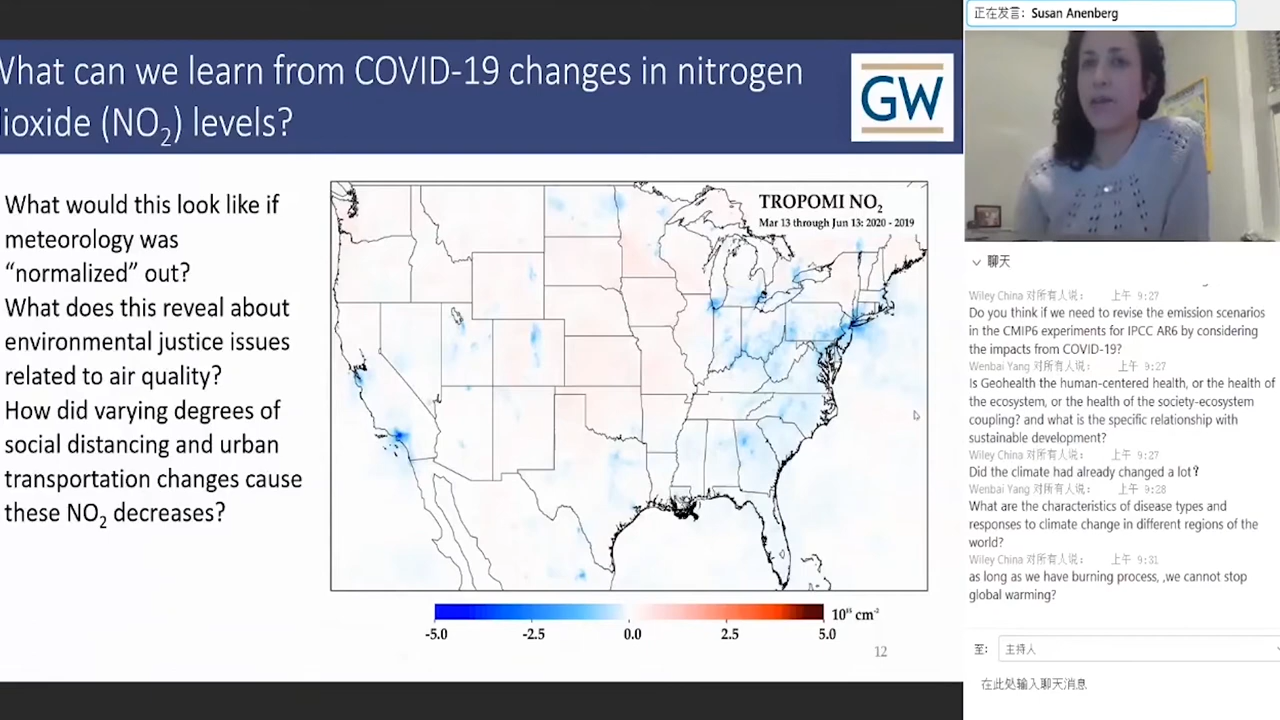 What can we learn from COVID-19 changes in nitrogen
dioxide (NO₂) levels?
GW
What would this look like if
meteorology was
“normalized” out?
What does this reveal about
environmental justice issues
related to air quality?
How did varying degrees of
social distancing and urban
transportation changes cause
these NO₂ decreases?
TROPOMI NO₂
Mar 13 through Jun 13: 2020 - 2019
-5.0 -2.5 0.0 2.5 5.0
10¹⁵ cm⁻²
12
正在发言: Susan Anenberg
聊天
Wiley China 对所有人说: 上午 9:27
Do you think if we need to revise the emission scenarios
in the CMIP6 experiments for IPCC AR6 by considering
the impacts from COVID-19?
Wenbai Yang 对所有人说: 上午 9:27
Is Geohealth the human-centered health, or the health of
the ecosystem, or the health of the society-ecosystem
coupling? and what is the specific relationship with
sustainable development?
Wiley China 对所有人说: 上午 9:27
Did the climate had already changed a lot?
Wenbai Yang 对所有人说: 上午 9:28
What are the characteristics of disease types and
responses to climate change in different regions of the
world?
Wiley China 对所有人说: 上午 9:31
as long as we have burning process, ,we cannot stop
global warming?
至: 主持人
在此处输入聊天消息